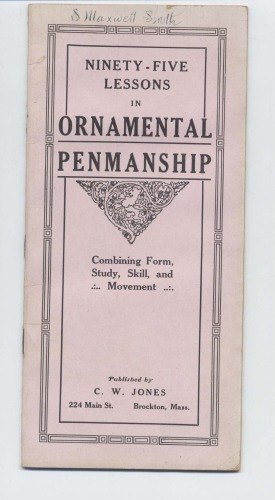 S Maxwell Smith
NINETY-FIVE
LESSONS
IN
ORNAMENTAL
PENMANSHIP
Combining Form,
Study, Skill, and
.:.. Movement ..:.
Published by
C. W. JONES
224 Main St. Brockton, Mass.